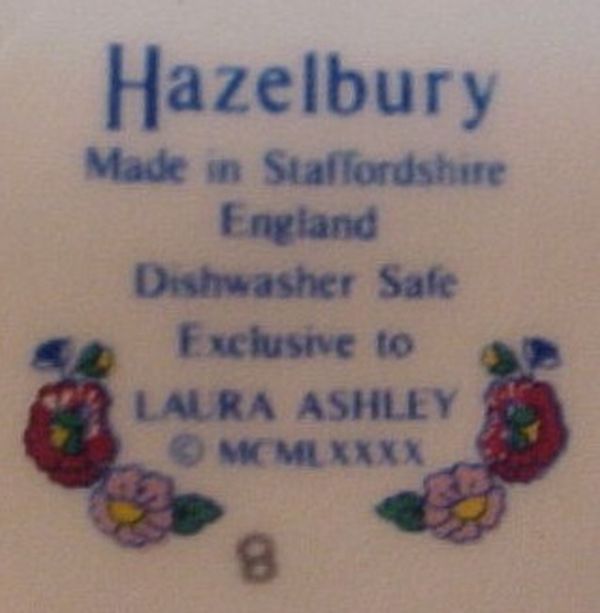 Hazelbury
Made in Staffordshire
England
Dishwasher Safe
Exclusive to
LAURA ASHLEY
© MCMLXXXX
8